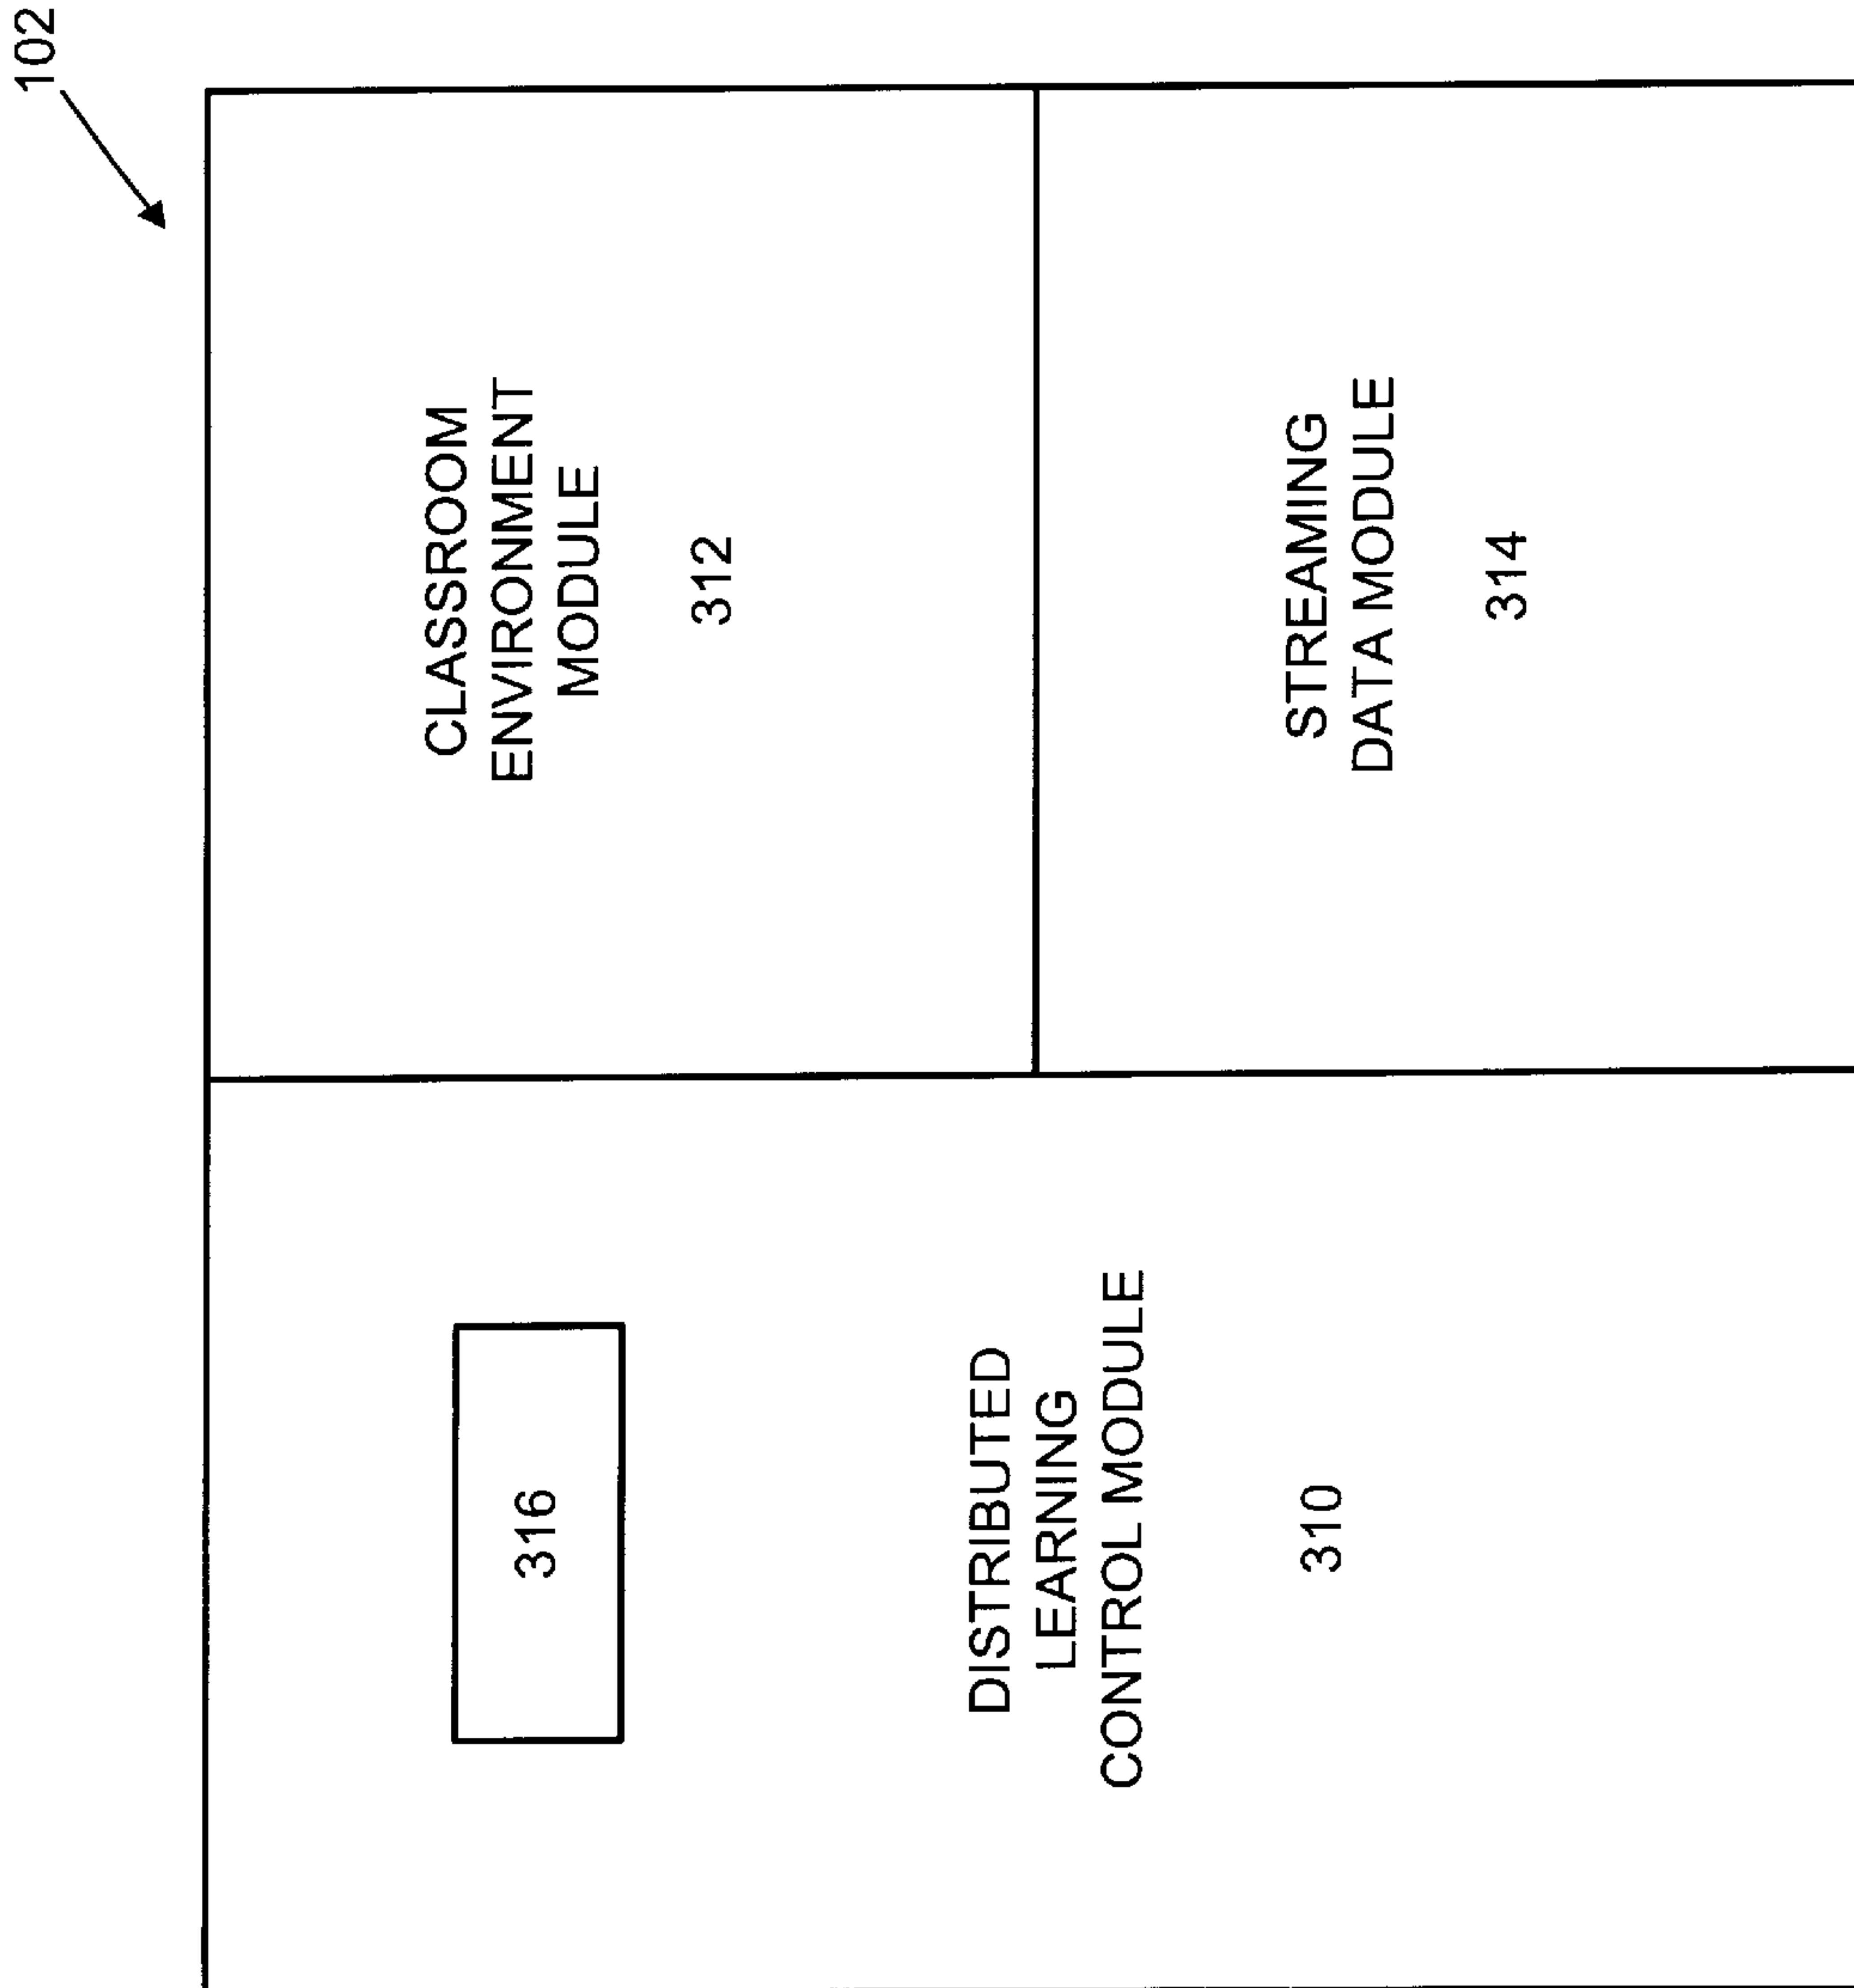 102
CLASSROOM
ENVIRONMENT
MODULE
312
STREAMING
DATA MODULE
314
316
DISTRIBUTED
LEARNING
CONTROL MODULE
310